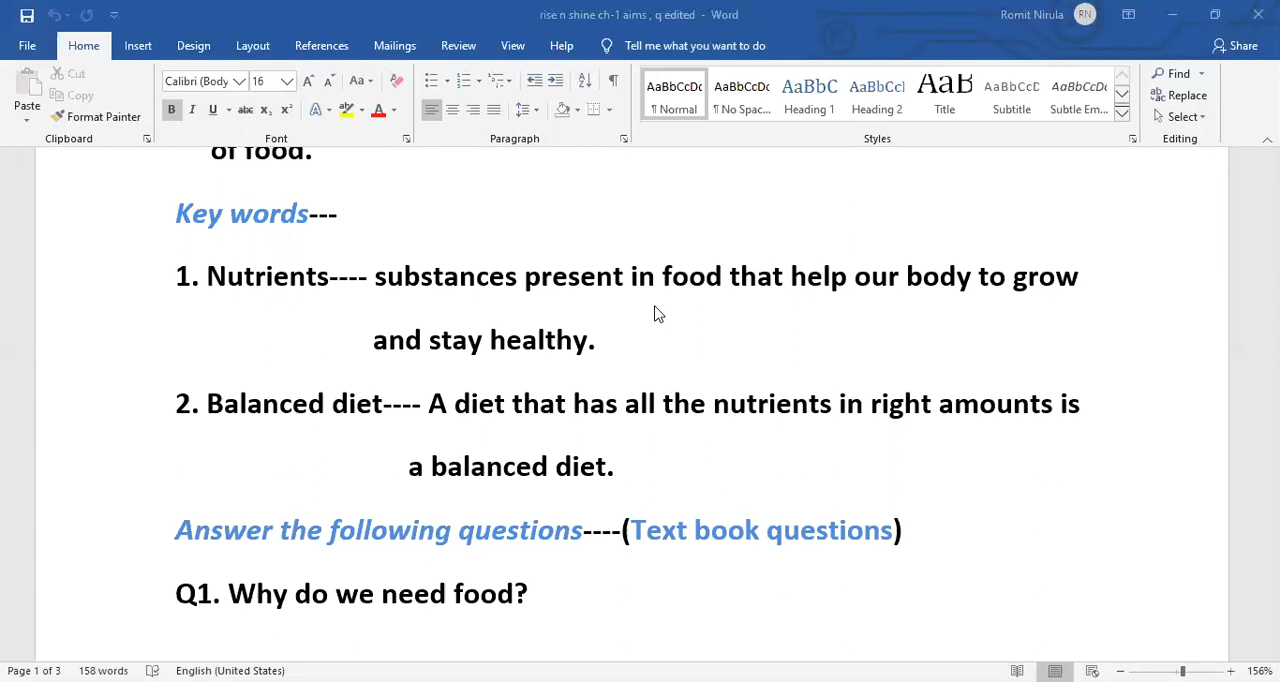 rise n shine ch-1 aims , q edited - Word
Romit Nirula RN
File Home Insert Design Layout References Mailings Review View Help Tell me what you want to do Share
Paste Cut Copy Format Painter
Clipboard
Calibri (Body 16
Font
Paragraph
AaBbCcDc AaBbCcDc AaBbC AaBbCcl AaB AaBbCcD AaBbCcD
¶ Normal ¶ No Spac... Heading 1 Heading 2 Title Subtitle Subtle Em...
Styles
Find
Replace
Select
Editing
of food.
Key words---
1. Nutrients---- substances present in food that help our body to grow
and stay healthy.
2. Balanced diet---- A diet that has all the nutrients in right amounts is
a balanced diet.
Answer the following questions----(Text book questions)
Q1. Why do we need food?
Page 1 of 3 158 words English (United States) 156%